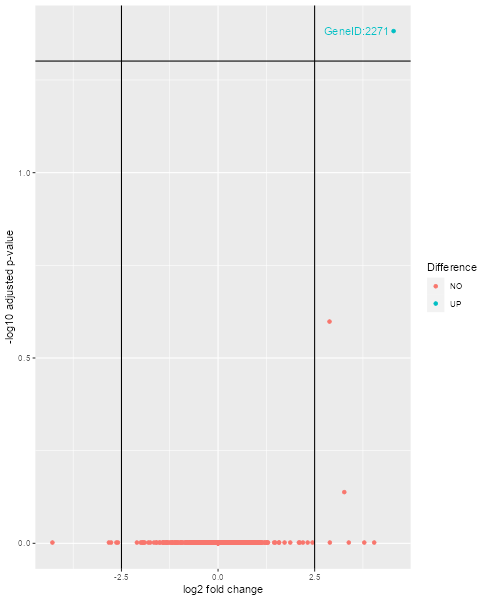 GeneID:2271
1.0
0.5
0.0
-2.5
0.0
2.5
log2 fold change
-log10 adjusted p-value
Difference
NO
UP